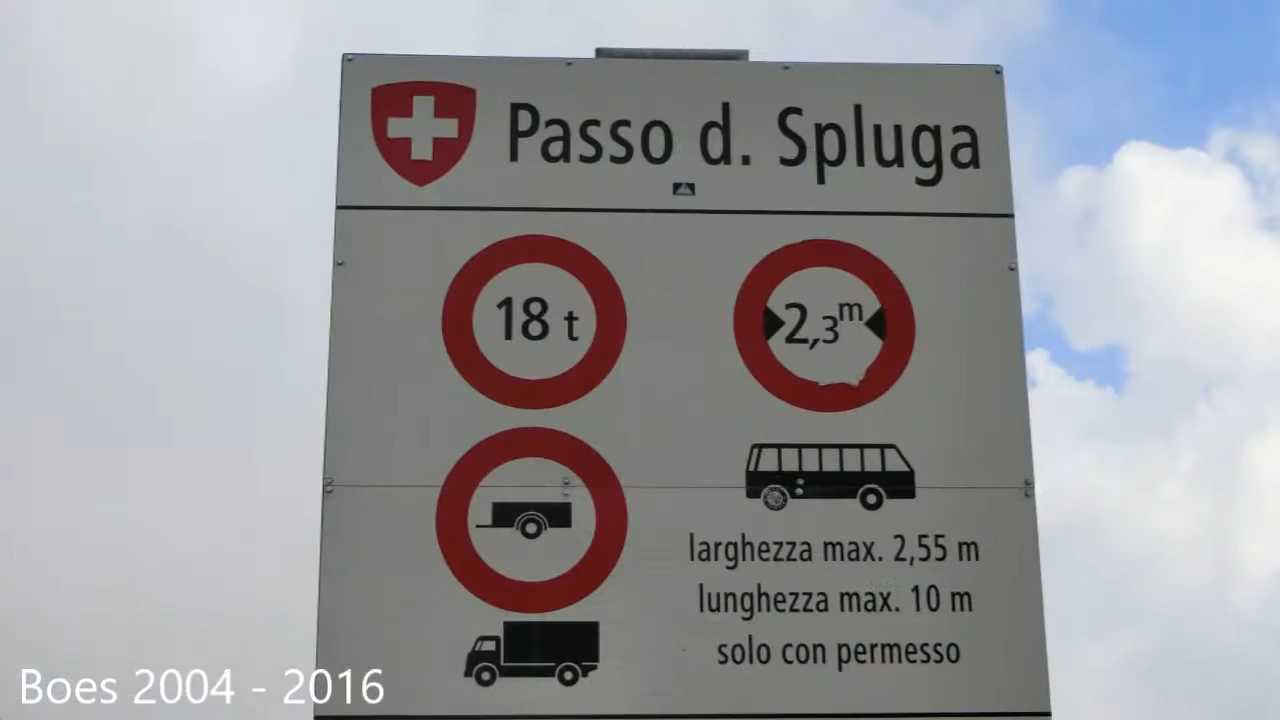 Passo d. Spluga
18 t
2,3 m
larghezza max. 2,55 m
lunghezza max. 10 m
solo con permesso
Boes 2004 - 2016